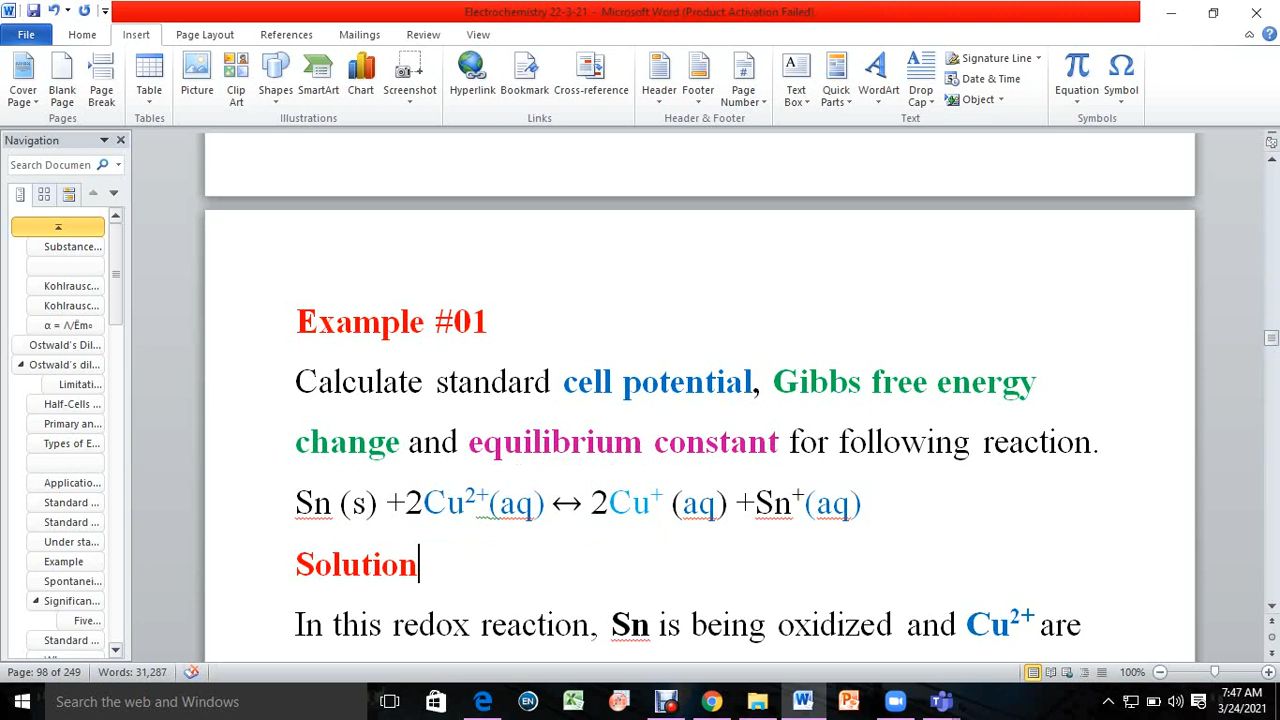 Electrochemistry 22-3-21 - Microsoft Word (Product Activation Failed)
File Home Insert Page Layout References Mailings Review View
Cover Page Blank Page Page Break Table Picture Clip Art Shapes SmartArt Chart Screenshot Hyperlink Bookmark Cross-reference Header Footer Page Number Text Box Quick Parts WordArt Drop Cap Signature Line Date & Time Object Equation Symbol
Pages Tables Illustrations Links Header & Footer Text Symbols
Navigation
Search Documen
Substance...
Kohlrausc...
Kohlrausc...
α = Λ/Ëm∘
Ostwald's Dil...
Ostwald's dil...
Limitati...
Half-Cells ...
Primary an...
Types of E...
Applicatio...
Standard ...
Standard ...
Under sta...
Example
Spontanei...
Significan...
Five...
Standard ...
Example #01
Calculate standard cell potential, Gibbs free energy
change and equilibrium constant for following reaction.
Sn (s) +2Cu²⁺(aq) ↔ 2Cu⁺ (aq) +Sn⁺(aq)
Solution
In this redox reaction, Sn is being oxidized and Cu²⁺ are
Page: 98 of 249 Words: 31,287 100%
Search the web and Windows
EN
7:47 AM
3/24/2021